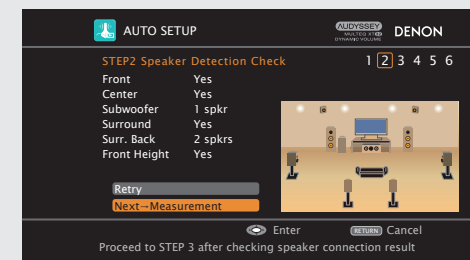 AUTO SETUP
AUDYSSEY
MULTEQ XT32
DYNAMIC VOLUME
DENON
STEP2 Speaker Detection Check
1 2 3 4 5 6
Front Yes
Center Yes
Subwoofer 1 spkr
Surround Yes
Surr. Back 2 spkrs
Front Height Yes
Retry
Next→Measurement
Enter
RETURN Cancel
Proceed to STEP 3 after checking speaker connection result